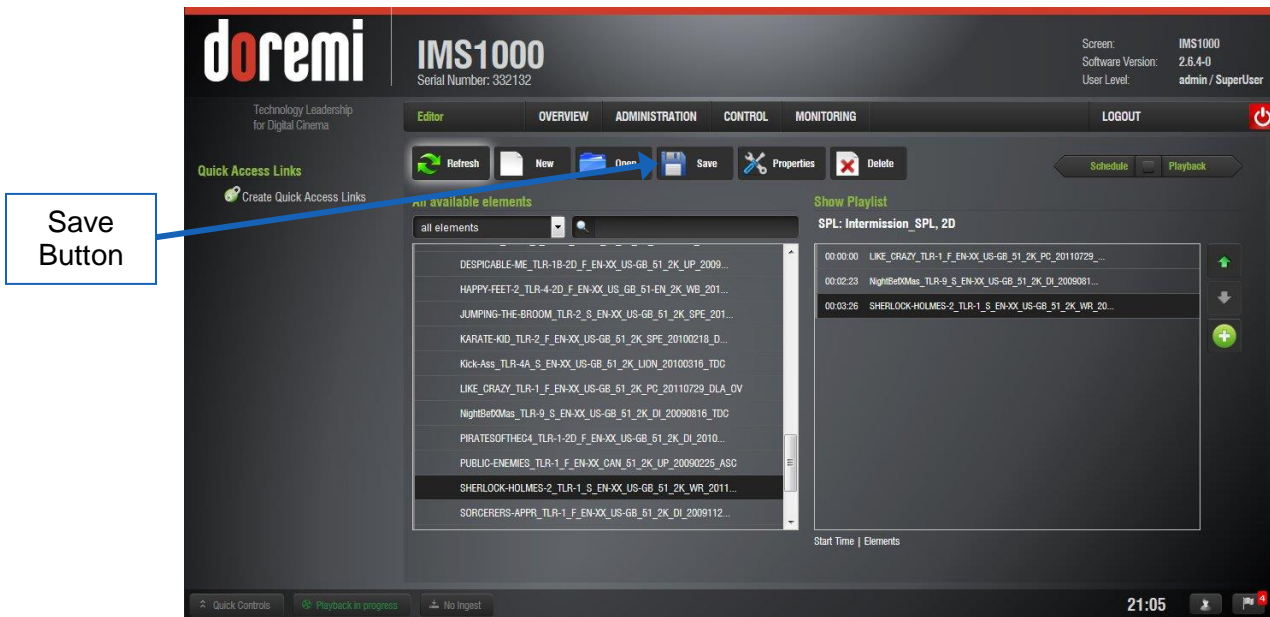 doremi
Technology Leadership
for Digital Cinema
IMS1000
Serial Number: 332132
Screen: IMS1000
Software Version: 2.6.4-0
User Level: admin / SuperUser
Editor OVERVIEW ADMINISTRATION CONTROL MONITORING LOGOUT
Quick Access Links
Create Quick Access Links
Save
Button
Refresh New Open Save Properties Delete
Schedule Playback
All available elements
all elements
DESPICABLE-ME_TLR-1B-2D_F_EN-XX_US-GB_51_2K_UP_2009...
HAPPY-FEET-2_TLR-4-2D_F_EN-XX_US_GB_51-EN_2K_WB_201...
JUMPING-THE-BROOM_TLR-2_S_EN-XX_US-GB_51_2K_SPE_201...
KARATE-KID_TLR-2_F_EN-XX_US-GB_51_2K_SPE_20100218_D...
Kick-Ass_TLR-4A_S_EN-XX_US-GB_51_2K_LION_20100316_TDC
LIKE_CRAZY_TLR-1_F_EN-XX_US-GB_51_2K_PC_20110729_DLA_OV
NightBefXMas_TLR-9_S_EN-XX_US-GB_51_2K_DI_20090816_TDC
PIRATESOFTHEC4_TLR-1-2D_F_EN-XX_US-GB_51_2K_DI_2010...
PUBLIC-ENEMIES_TLR-1_F_EN-XX_CAN_51_2K_UP_20090225_ASC
SHERLOCK-HOLMES-2_TLR-1_S_EN-XX_US-GB_51_2K_WR_2011...
SORCERERS-APPR_TLR-1_F_EN-XX_US-GB_51_2K_DI_2009112...
Show Playlist
SPL: Intermission_SPL, 2D
00:00:00 LIKE_CRAZY_TLR-1_F_EN-XX_US-GB_51_2K_PC_20110729_...
00:02:23 NightBefXMas_TLR-9_S_EN-XX_US-GB_51_2K_DI_2009081...
00:03:26 SHERLOCK-HOLMES-2_TLR-1_S_EN-XX_US-GB_51_2K_WR_20...
Start Time | Elements
Quick Controls Playback in progress No Ingest 21:05 4